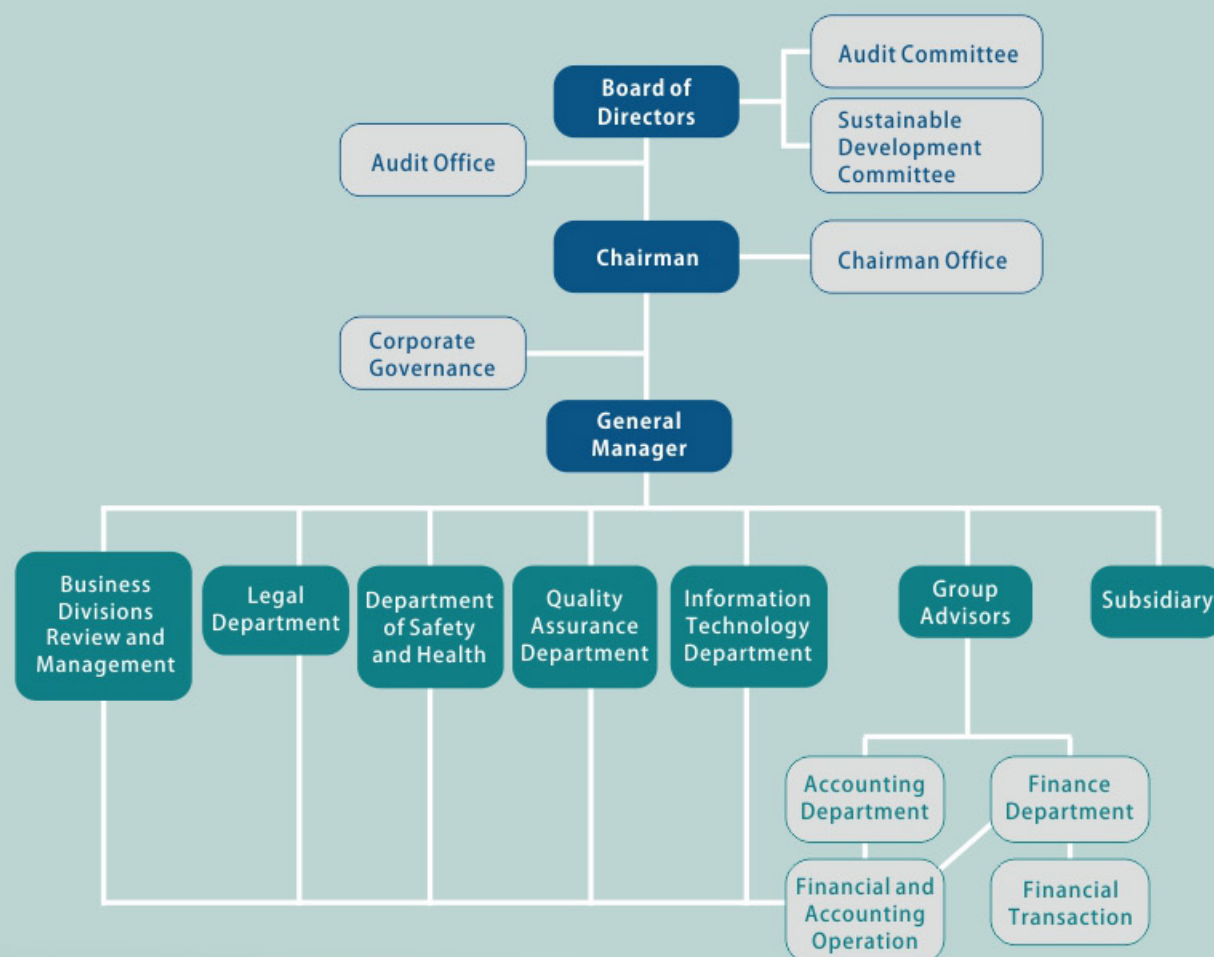 Board of
Directors
Audit Committee
Sustainable
Development
Committee
Audit Office
Chairman
Chairman Office
Corporate
Governance
General
Manager
Business
Divisions
Review and
Management
Legal
Department
Department
of Safety
and Health
Quality
Assurance
Department
Information
Technology
Department
Group
Advisors
Subsidiary
Accounting
Department
Finance
Department
Financial and
Accounting
Operation
Financial
Transaction